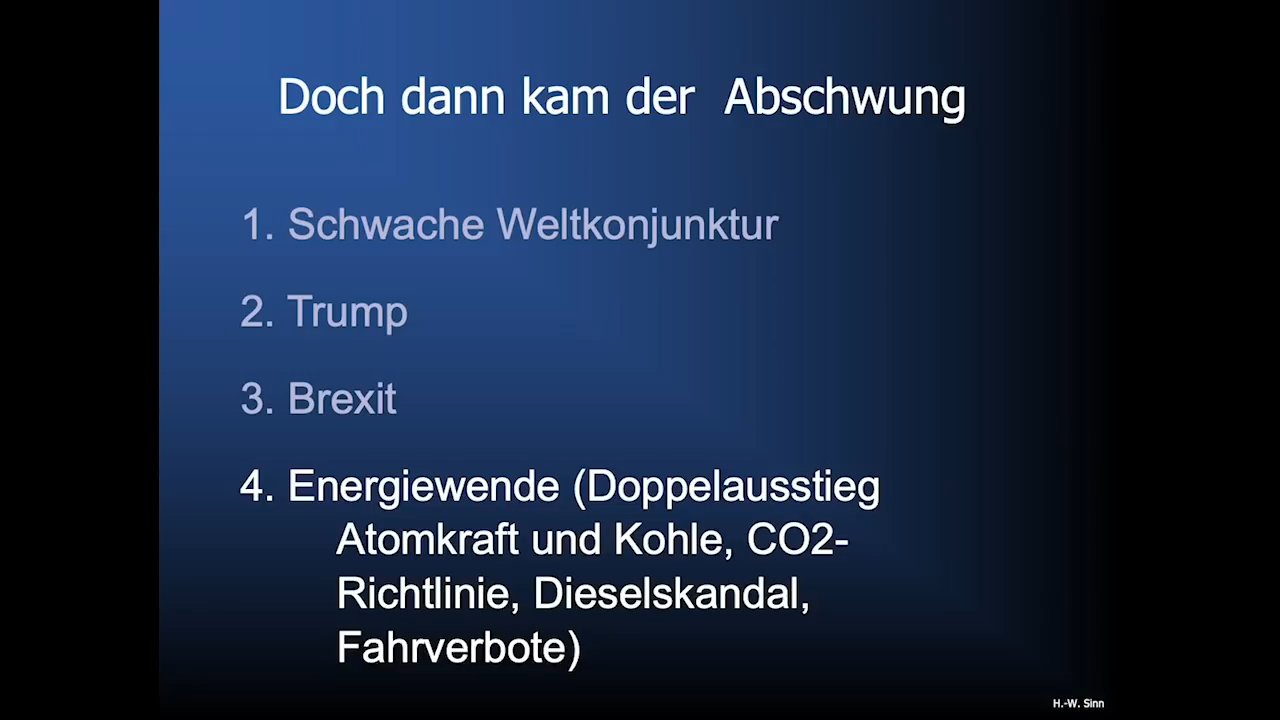 Doch dann kam der Abschwung
1. Schwache Weltkonjunktur
2. Trump
3. Brexit
4. Energiewende (Doppelausstieg
Atomkraft und Kohle, CO2-
Richtlinie, Dieselskandal,
Fahrverbote)
H.-W. Sinn